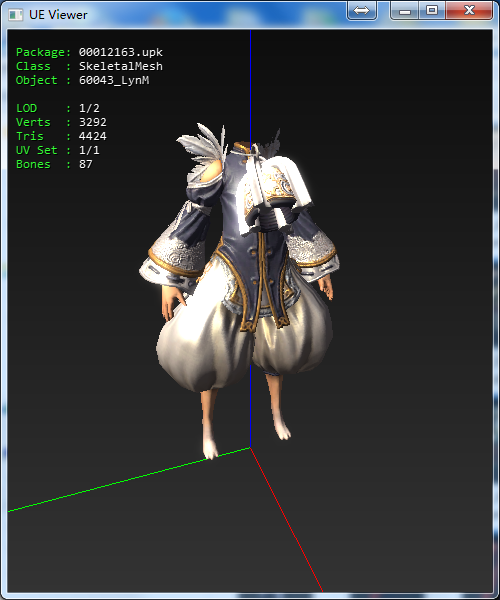 UE Viewer
Package: 00012163.upk
Class  : SkeletalMesh
Object : 60043_LynM
LOD    : 1/2
Verts  : 3292
Tris   : 4424
UV Set : 1/1
Bones  : 87